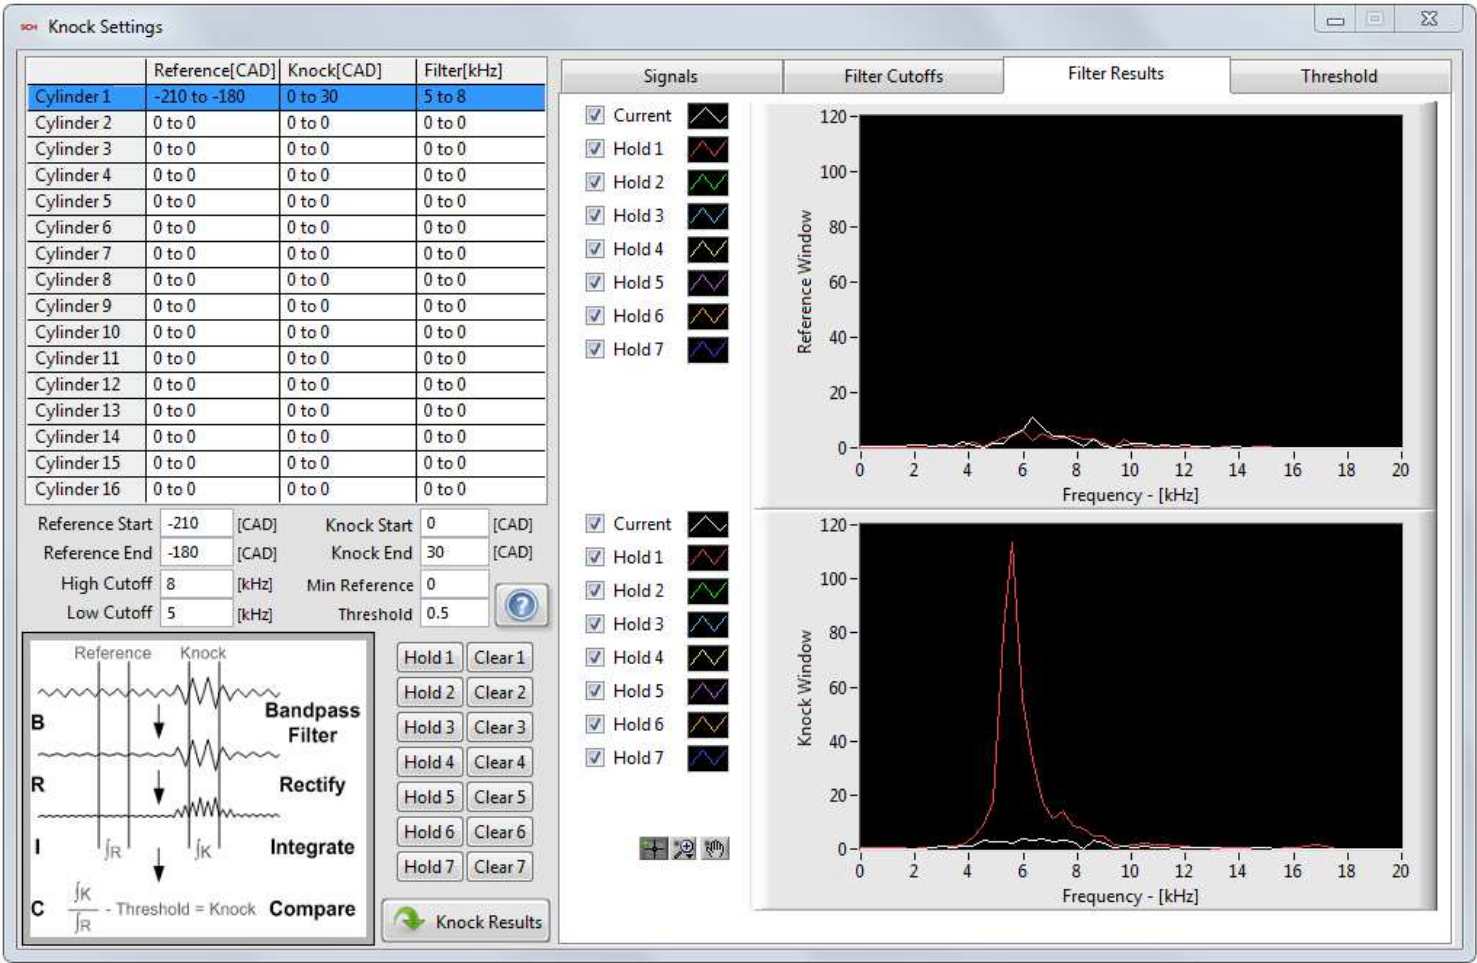 SCM Knock Settings
Reference[CAD] Knock[CAD] Filter[kHz]
Cylinder 1 -210 to -180 0 to 30 5 to 8
Cylinder 2 0 to 0 0 to 0 0 to 0
Cylinder 3 0 to 0 0 to 0 0 to 0
Cylinder 4 0 to 0 0 to 0 0 to 0
Cylinder 5 0 to 0 0 to 0 0 to 0
Cylinder 6 0 to 0 0 to 0 0 to 0
Cylinder 7 0 to 0 0 to 0 0 to 0
Cylinder 8 0 to 0 0 to 0 0 to 0
Cylinder 9 0 to 0 0 to 0 0 to 0
Cylinder 10 0 to 0 0 to 0 0 to 0
Cylinder 11 0 to 0 0 to 0 0 to 0
Cylinder 12 0 to 0 0 to 0 0 to 0
Cylinder 13 0 to 0 0 to 0 0 to 0
Cylinder 14 0 to 0 0 to 0 0 to 0
Cylinder 15 0 to 0 0 to 0 0 to 0
Cylinder 16 0 to 0 0 to 0 0 to 0
Reference Start -210 [CAD] Knock Start 0 [CAD]
Reference End -180 [CAD] Knock End 30 [CAD]
High Cutoff 8 [kHz] Min Reference 0
Low Cutoff 5 [kHz] Threshold 0.5
?
Reference Knock
B Bandpass
Filter
R Rectify
I ∫R ∫K Integrate
C ∫K
∫R - Threshold = Knock Compare
Hold 1 Clear 1
Hold 2 Clear 2
Hold 3 Clear 3
Hold 4 Clear 4
Hold 5 Clear 5
Hold 6 Clear 6
Hold 7 Clear 7
Knock Results
Signals Filter Cutoffs Filter Results Threshold
Current
Hold 1
Hold 2
Hold 3
Hold 4
Hold 5
Hold 6
Hold 7
Reference Window
120
100
80
60
40
20
0
0 2 4 6 8 10 12 14 16 18 20
Frequency - [kHz]
Current
Hold 1
Hold 2
Hold 3
Hold 4
Hold 5
Hold 6
Hold 7
Knock Window
120
100
80
60
40
20
0
0 2 4 6 8 10 12 14 16 18 20
Frequency - [kHz]